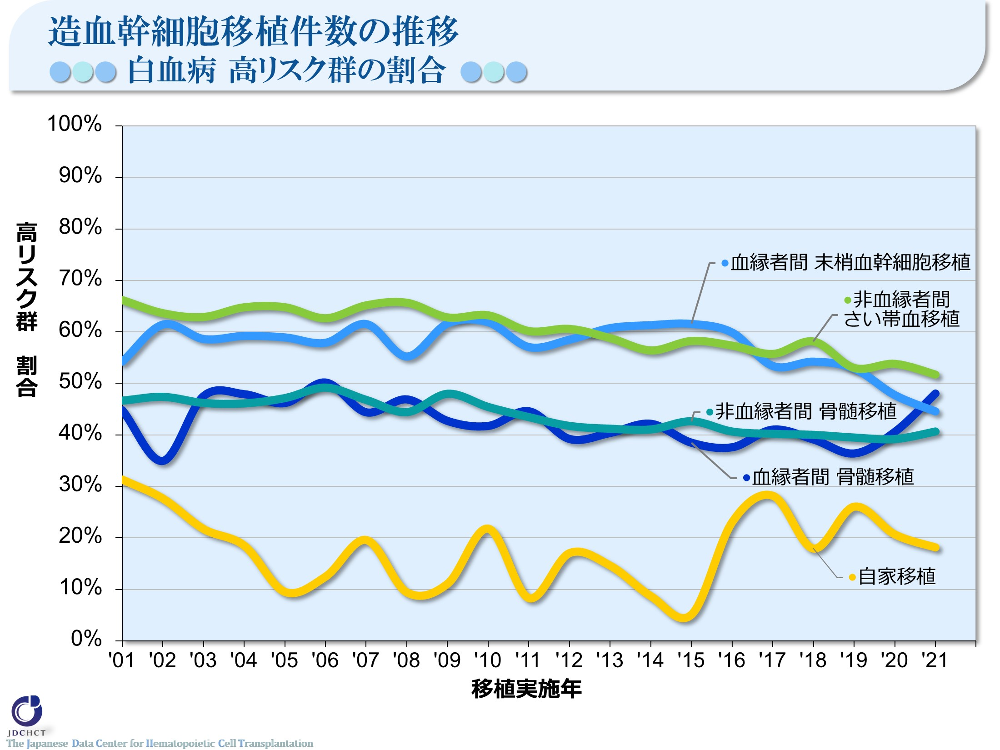 造血幹細胞移植件数の推移
白血病 高リスク群の割合
100%
90%
80%
70%
60%
50%
40%
30%
20%
10%
0%
高リスク群 割合
血縁者間 末梢血幹細胞移植
非血縁者間
さい帯血移植
非血縁者間 骨髄移植
血縁者間 骨髄移植
自家移植
'01 '02 '03 '04 '05 '06 '07 '08 '09 '10 '11 '12 '13 '14 '15 '16 '17 '18 '19 '20 '21
移植実施年
JDCHCT
The Japanese Data Center for Hematopoietic Cell Transplantation